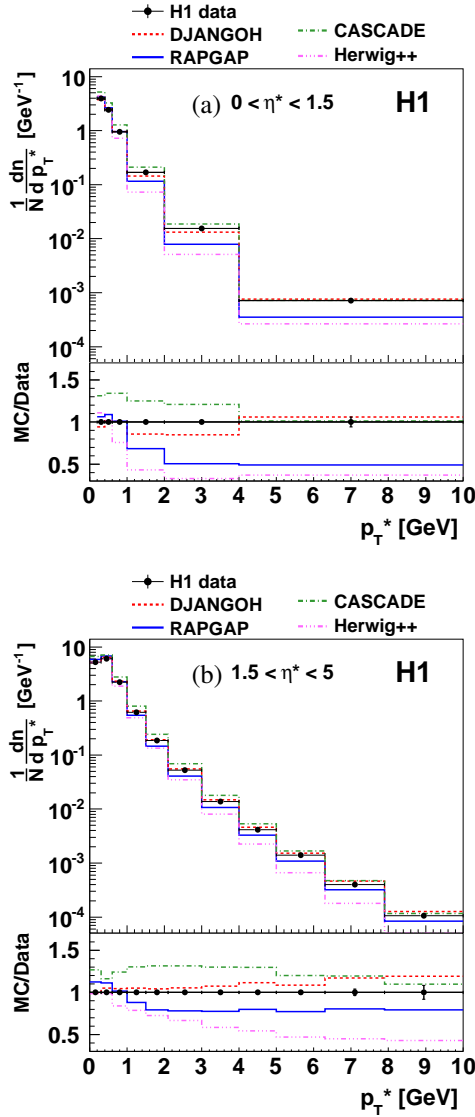 H1 data
DJANGOH CASCADE
RAPGAP Herwig++
10
1
10⁻¹
10⁻²
10⁻³
10⁻⁴
1/N dn/d p_T* [GeV⁻¹]
(a) 0 < η* < 1.5 H1
1.5
1
0.5
MC/Data
0 1 2 3 4 5 6 7 8 9 10
p_T* [GeV]
H1 data
DJANGOH CASCADE
RAPGAP Herwig++
10
1
10⁻¹
10⁻²
10⁻³
10⁻⁴
1/N dn/d p_T* [GeV⁻¹]
(b) 1.5 < η* < 5 H1
1.5
1
0.5
MC/Data
0 1 2 3 4 5 6 7 8 9 10
p_T* [GeV]